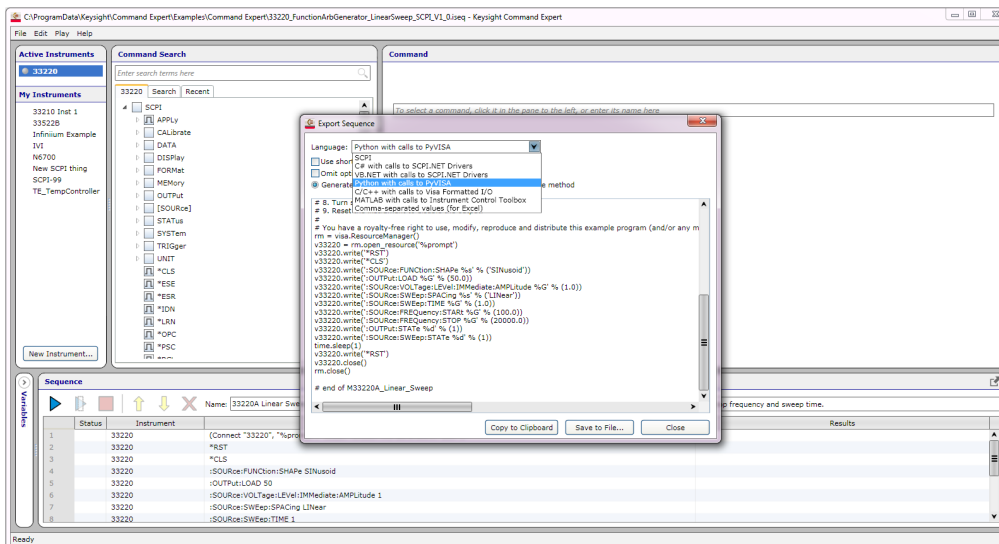 C:\ProgramData\Keysight\Command Expert\Examples\Command Expert\33220_FunctionArbGenerator_LinearSweep_SCPI_V1_0.iseq - Keysight Command Expert
File Edit Play Help
Active Instruments
33220
My Instruments
33210 Inst 1
33522B
Infiniium Example
IVI
N6700
New SCPI thing
SCPI-99
TE_TempController
New Instrument...
Command Search
Enter search terms here
33220 Search Recent
SCPI
APPLy
CALibrate
DATA
DISPlay
FORMat
MEMory
OUTPut
[SOURce]
STATus
SYSTem
TRIGger
UNIT
*CLS
*ESE
*ESR
*IDN
*LRN
*OPC
*PSC
Command
To select a command, click it in the pane to the left, or enter its name here
Export Sequence
Language: Python with calls to PyVISA
SCPI
C# with calls to SCPI.NET Drivers
VB.NET with calls to SCPI.NET Drivers
Python with calls to PyVISA
C/C++ with calls to Visa Formatted I/O
MATLAB with calls to Instrument Control Toolbox
Comma-separated values (for Excel)
Use shor
Omit opt
Generate
e method
# 8. Turn
# 9. Reset
#
# You have a royalty-free right to use, modify, reproduce and distribute this example program (and/or any m
rm = visa.ResourceManager()
v33220 = rm.open_resource('%prompt')
v33220.write('*RST')
v33220.write('*CLS')
v33220.write(':SOURce:FUNCtion:SHAPe %s' % ('SINusoid'))
v33220.write(':OUTPut:LOAD %G' % (50.0))
v33220.write(':SOURce:VOLTage:LEVel:IMMediate:AMPLitude %G' % (1.0))
v33220.write(':SOURce:SWEep:SPACing %s' % ('LINear'))
v33220.write(':SOURce:SWEep:TIME %G' % (1.0))
v33220.write(':SOURce:FREQuency:STARt %G' % (100.0))
v33220.write(':SOURce:FREQuency:STOP %G' % (20000.0))
v33220.write(':OUTPut:STATe %d' % (1))
v33220.write(':SOURce:SWEep:STATe %d' % (1))
time.sleep(1)
v33220.write('*RST')
v33220.close()
rm.close()
# end of M33220A_Linear_Sweep
Copy to Clipboard Save to File... Close
Variables
Sequence
Name: 33220A Linear Swe
p frequency and sweep time.
Status Instrument Results
1 33220 (Connect "33220", "%pro
2 33220 *RST
3 33220 *CLS
4 33220 :SOURce:FUNCtion:SHAPe SINusoid
5 33220 :OUTPut:LOAD 50
6 33220 :SOURce:VOLTage:LEVel:IMMediate:AMPLitude 1
7 33220 :SOURce:SWEep:SPACing LINear
8 33220 :SOURce:SWEep:TIME 1
Ready